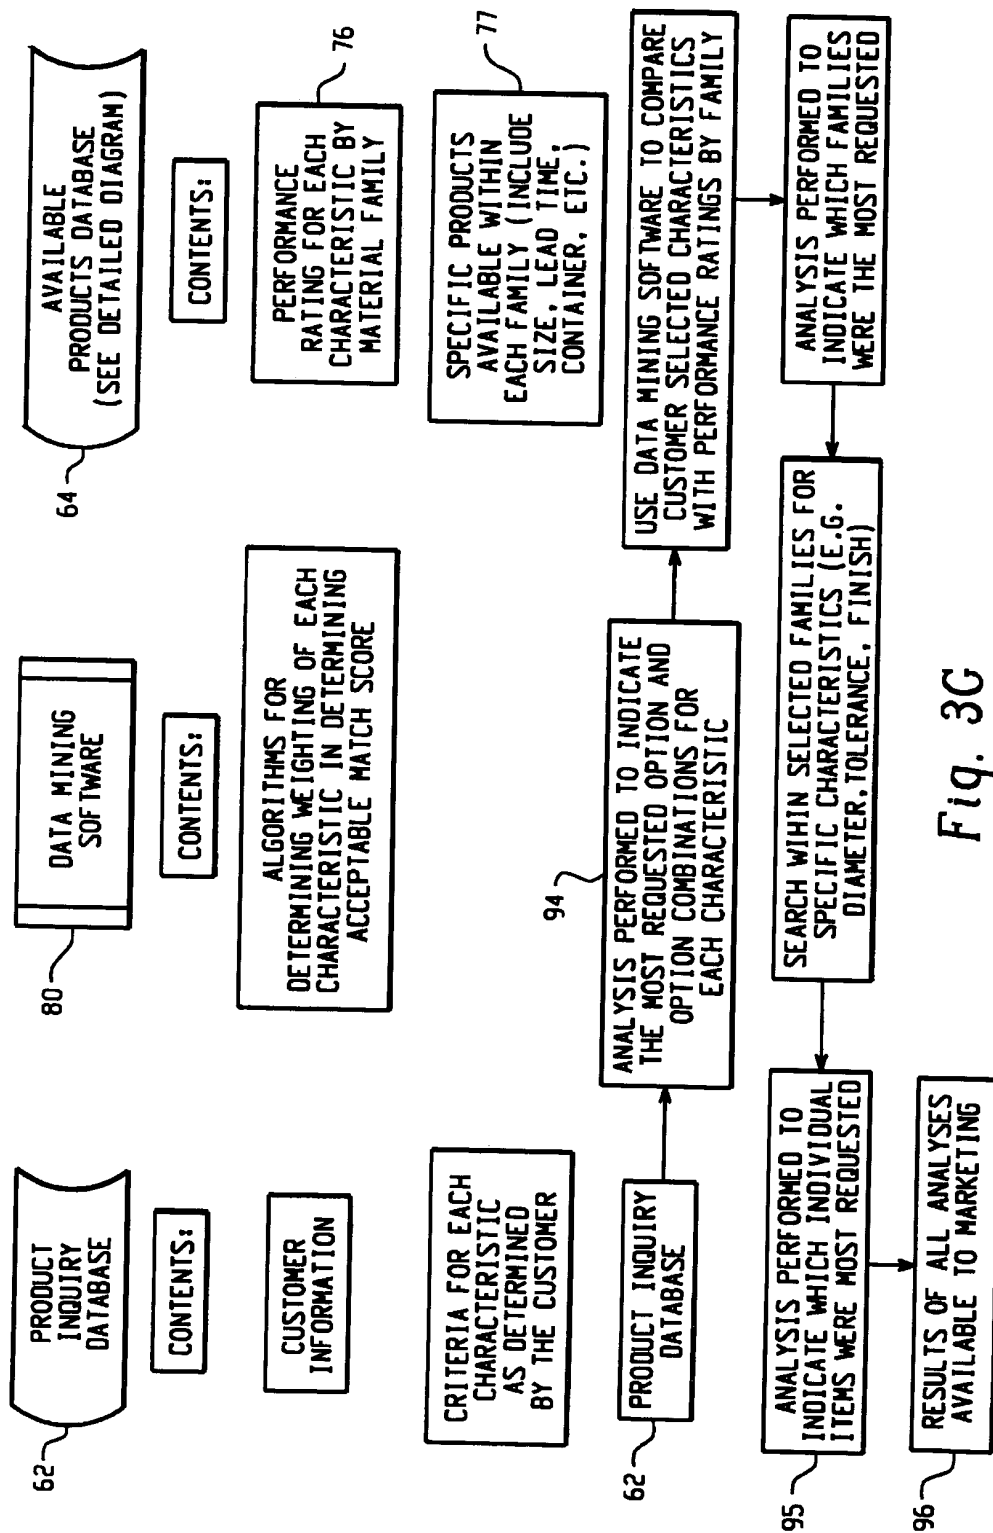 PRODUCT
INQUIRY
DATABASE
62
CONTENTS:
CUSTOMER
INFORMATION
CRITERIA FOR EACH
CHARACTERISTIC
AS DETERMINED
BY THE CUSTOMER
DATA MINING
SOFTWARE
80
CONTENTS:
ALGORITHMS FOR
DETERMINING WEIGHTING OF EACH
CHARACTERISTIC IN DETERMINING
ACCEPTABLE MATCH SCORE
AVAILABLE
PRODUCTS DATABASE
(SEE DETAILED DIAGRAM)
64
CONTENTS:
PERFORMANCE
RATING FOR EACH
CHARACTERISTIC BY
MATERIAL FAMILY
76
SPECIFIC PRODUCTS
AVAILABLE WITHIN
EACH FAMILY (INCLUDE
SIZE, LEAD TIME,
CONTAINER, ETC.)
77
PRODUCT INQUIRY
DATABASE
62
ANALYSIS PERFORMED TO INDICATE
THE MOST REQUESTED OPTION AND
OPTION COMBINATIONS FOR
EACH CHARACTERISTIC
94
USE DATA MINING SOFTWARE TO COMPARE
CUSTOMER SELECTED CHARACTERISTICS
WITH PERFORMANCE RATINGS BY FAMILY
ANALYSIS PERFORMED TO
INDICATE WHICH FAMILIES
WERE THE MOST REQUESTED
SEARCH WIHIN SELECTED FAMILIES FOR
SPECIFIC CHARACTERISTICS (E.G.
DIAMETER,TOLERANCE, FINISH)
ANALYSIS PERFORMED TO
INDICATE WHICH INDIVIDUAL
ITEMS WERE MOST REQUESTED
95
RESULTS OF ALL ANALYSES
AVAILABLE TO MARKETING
96
Fig. 3G